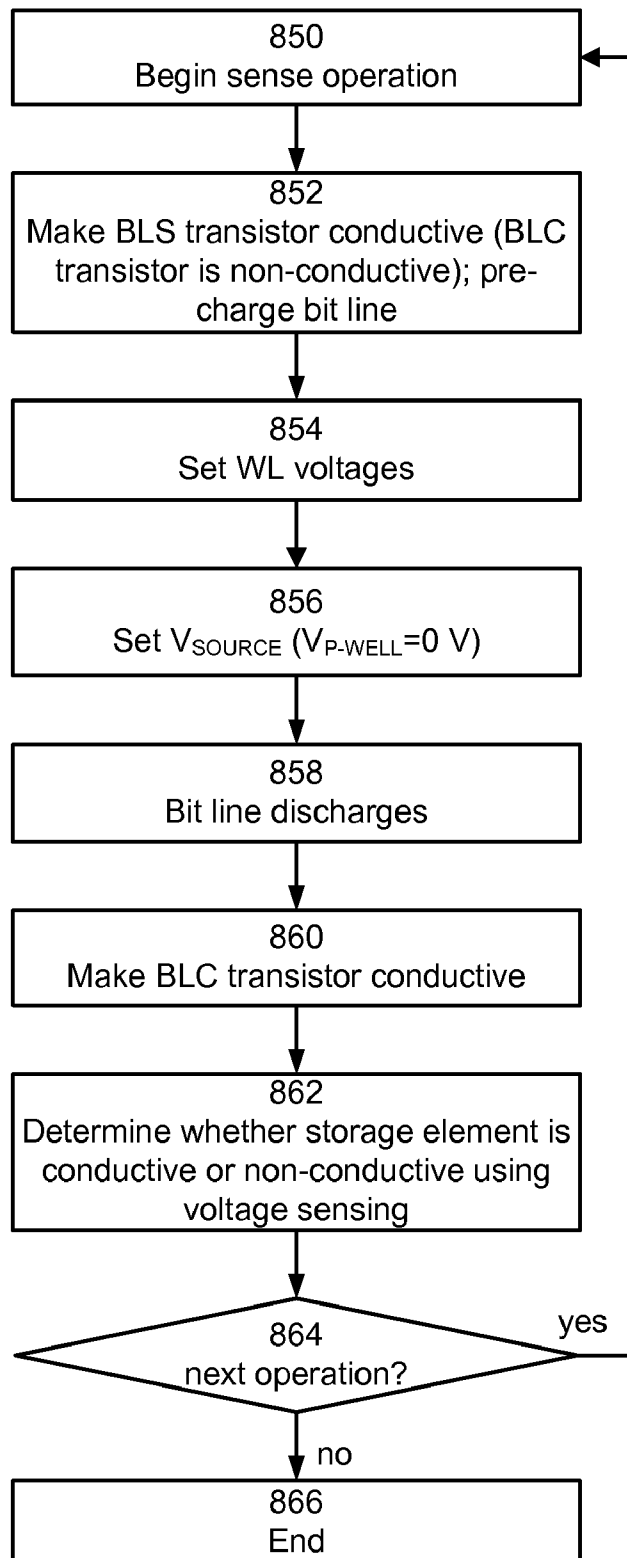 850
Begin sense operation
852
Make BLS transistor conductive (BLC
transistor is non-conductive); pre-
charge bit line
854
Set WL voltages
856
Set VSOURCE (VP-WELL=0 V)
858
Bit line discharges
860
Make BLC transistor conductive
862
Determine whether storage element is
conductive or non-conductive using
voltage sensing
yes
864
next operation?
no
866
End